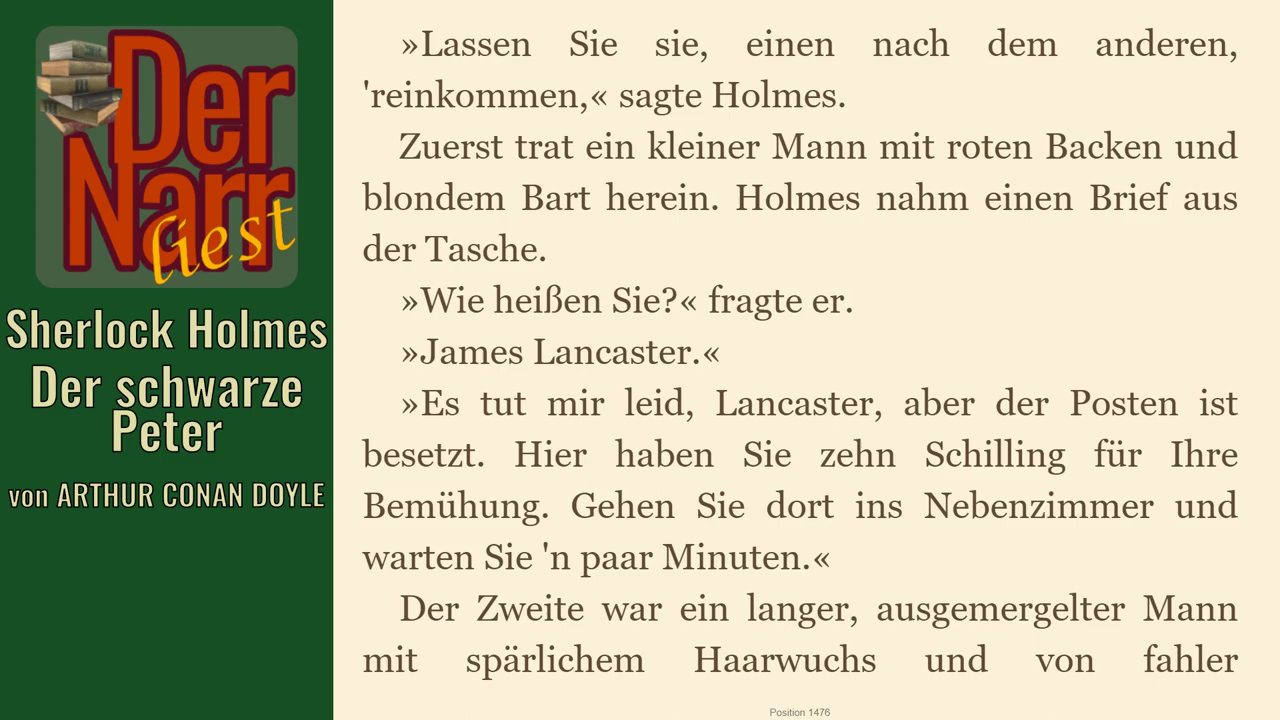 Der
Narr
liest
Sherlock Holmes
Der schwarze
Peter
von ARTHUR CONAN DOYLE
»Lassen Sie sie, einen nach dem anderen,
'reinkommen,« sagte Holmes.
Zuerst trat ein kleiner Mann mit roten Backen und
blondem Bart herein. Holmes nahm einen Brief aus
der Tasche.
»Wie heißen Sie?« fragte er.
»James Lancaster.«
»Es tut mir leid, Lancaster, aber der Posten ist
besetzt. Hier haben Sie zehn Schilling für Ihre
Bemühung. Gehen Sie dort ins Nebenzimmer und
warten Sie 'n paar Minuten.«
Der Zweite war ein langer, ausgemergelter Mann
mit spärlichem Haarwuchs und von fahler
Position 1476